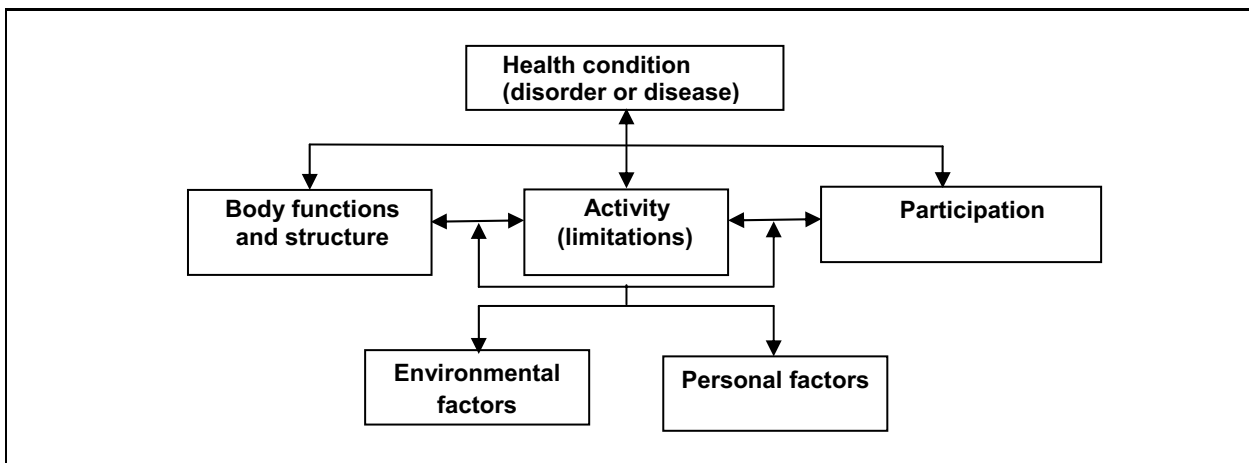 Health condition
(disorder or disease)
Body functions
and structure
Activity
(limitations)
Participation
Environmental
factors
Personal factors